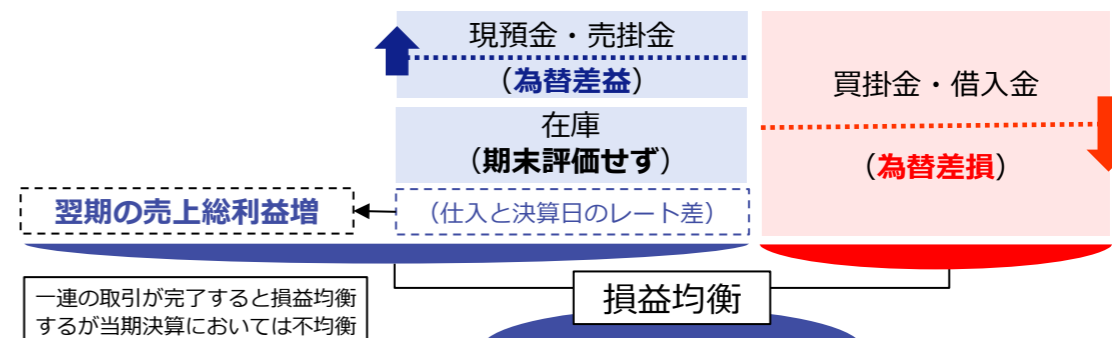 現預金・売掛金
（為替差益）
買掛金・借入金
在庫
（期末評価せず）
（為替差損）
翌期の売上総利益増
（仕入と決算日のレート差）
一連の取引が完了すると損益均衡
するが当期決算においては不均衡
損益均衡